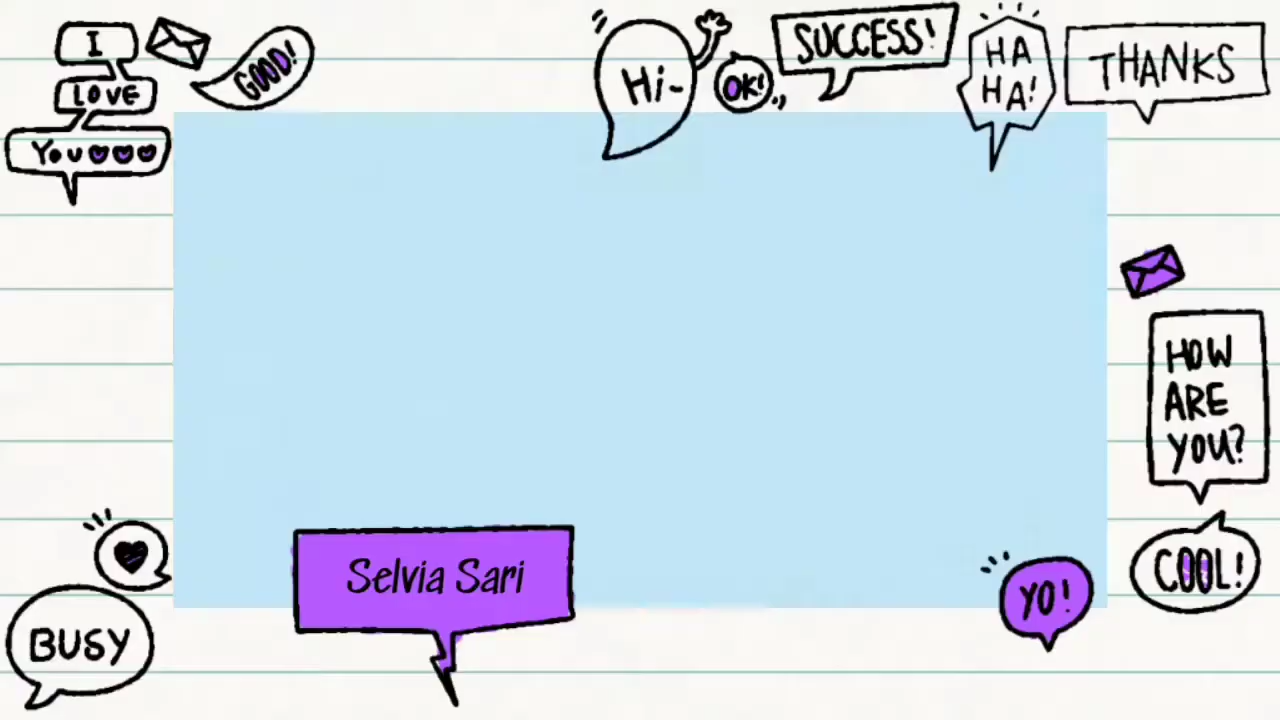 I
LOVE
You
GOOD!
Hi-
OK!
SUCCESS!
HA
HA!
THANKS
HOW
ARE
YOU?
COOL!
YO!
Selvia Sari
BUSY